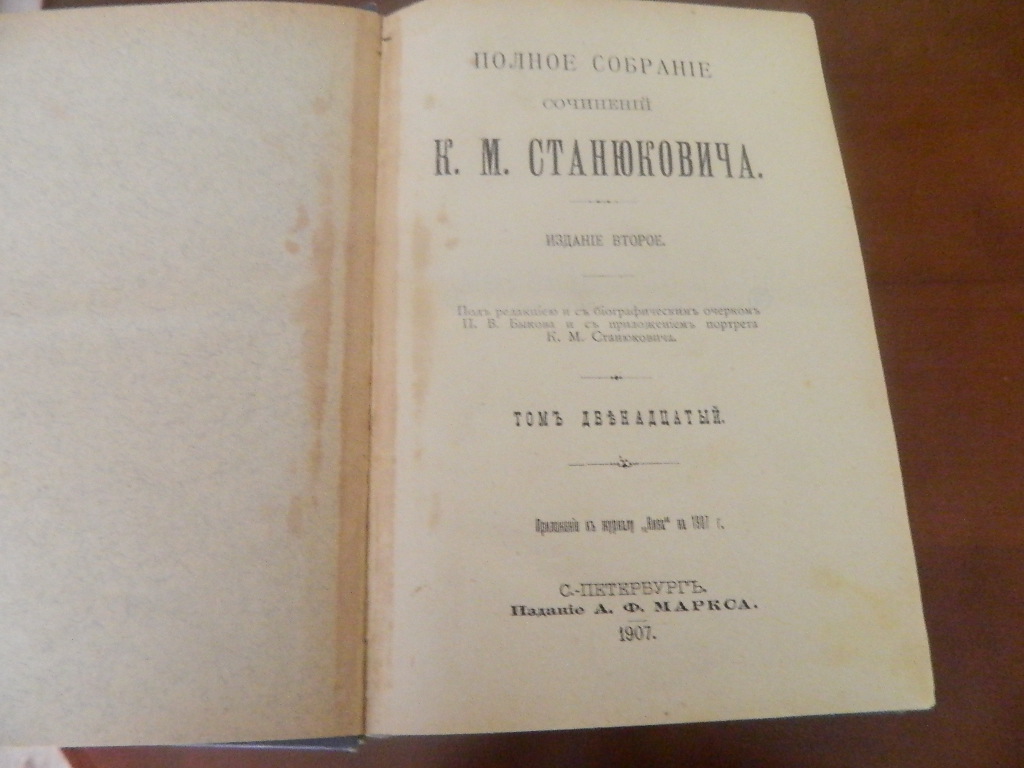 ПОЛНОЕ СОБРАНІЕ
СОЧИНЕНІЙ
К. М. СТАНЮКОВИЧА.
ИЗДАНІЕ ВТОРОЕ.
Подъ редакціею и съ біографическимъ очеркомъ
П. В. Быкова и съ приложеніемъ портрета
К. М. Станюковича.
ТОМЪ ДВѢНАДЦАТЫЙ.
Приложеніе къ журналу „Нива“ на 1907 г.
С.-ПЕТЕРБУРГЪ.
Изданіе А. Ф. МАРКСА.
1907.